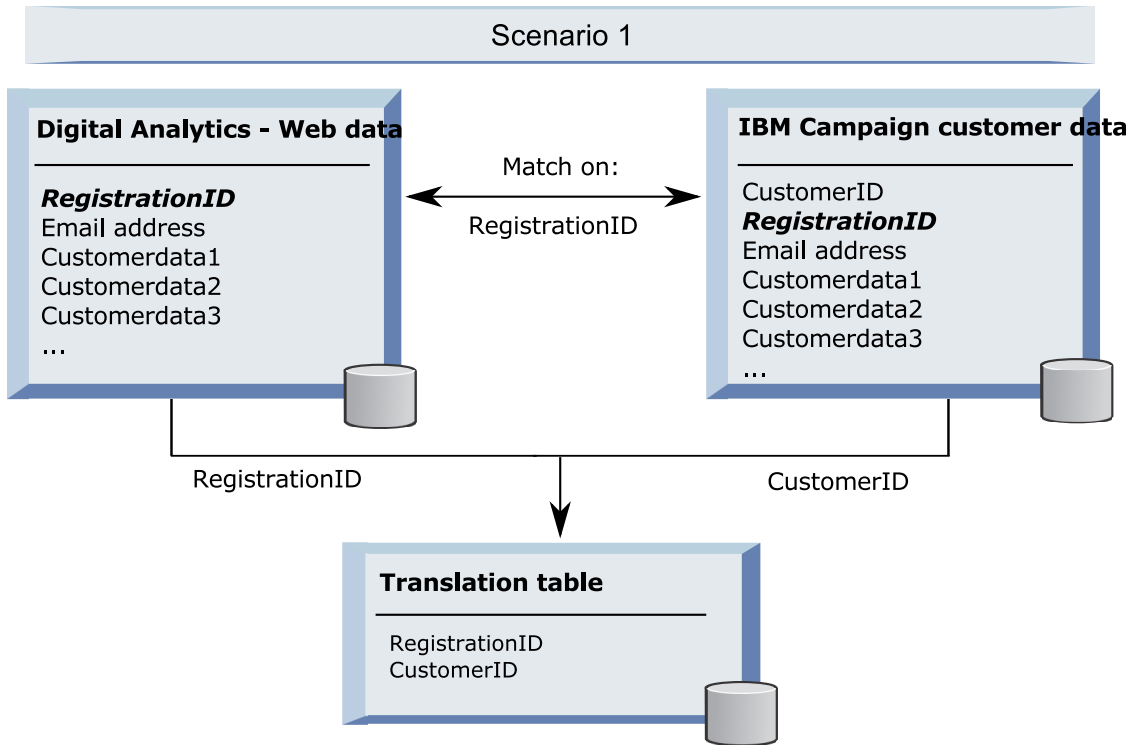 Scenario 1
Digital Analytics - Web data
RegistrationID
Email address
Customerdata1
Customerdata2
Customerdata3
...
Match on:
RegistrationID
IBM Campaign customer data
CustomerID
RegistrationID
Email address
Customerdata1
Customerdata2
Customerdata3
...
RegistrationID
CustomerID
Translation table
RegistrationID
CustomerID